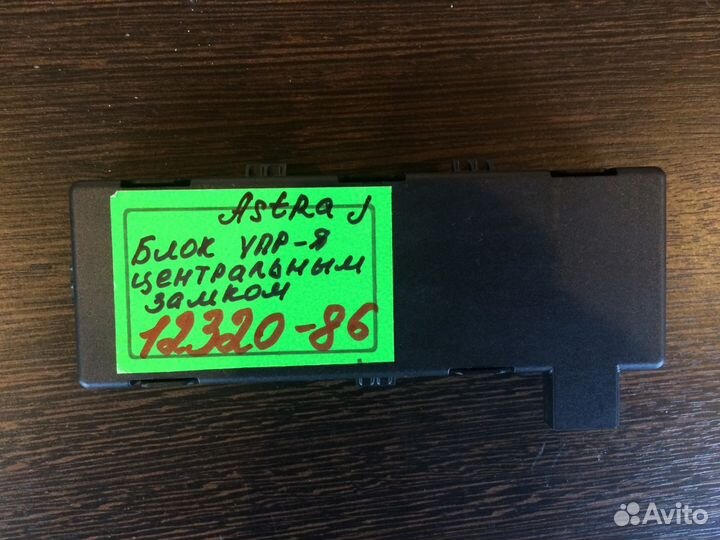 Astra J
Блок упр-я
центральным
замком
12320-86
Avito